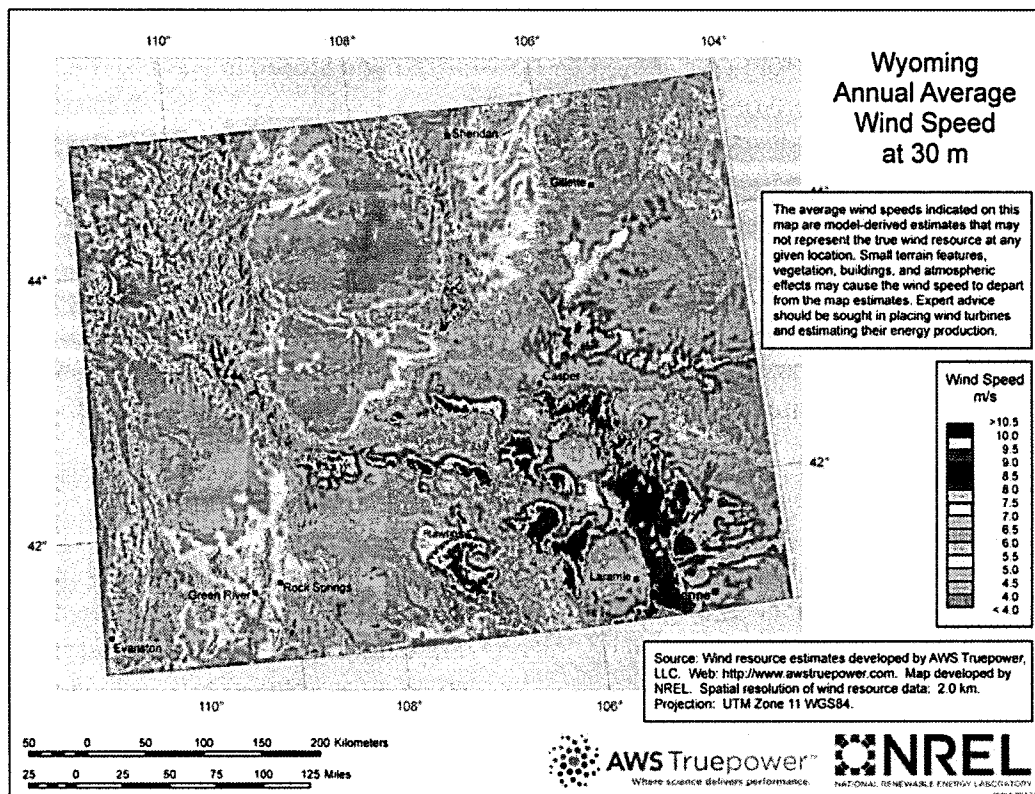 110°
108°
106°
104°
Wyoming
Annual Average
Wind Speed
at 30 m
Sheridan
Gillette
The average wind speeds indicated on this
map are model-derived estimates that may
not represent the true wind resource at any
given location. Small terrain features,
vegetation, buildings, and atmospheric
effects may cause the wind speed to depart
from the map estimates. Expert advice
should be sought in placing wind turbines
and estimating their energy production.
44°
Casper
Wind Speed
m/s
>10.5
10.0
9.5
9.0
8.5
8.0
7.5
7.0
6.5
6.0
5.5
5.0
4.5
4.0
< 4.0
42°
42°
Laramie
Green River
Rock Springs
Evanston
Source: Wind resource estimates developed by AWS Truepower,
LLC. Web: http://www.awstruepower.com. Map developed by
NREL. Spatial resolution of wind resource data: 2.0 km.
Projection: UTM Zone 11 WGS84.
110°
108°
106°
50 0 50 100 150 200 Kilometers
25 0 25 50 75 100 125 Miles
AWS Truepower™
Where science delivers performance.
NREL
NATIONAL RENEWABLE ENERGY LABORATORY